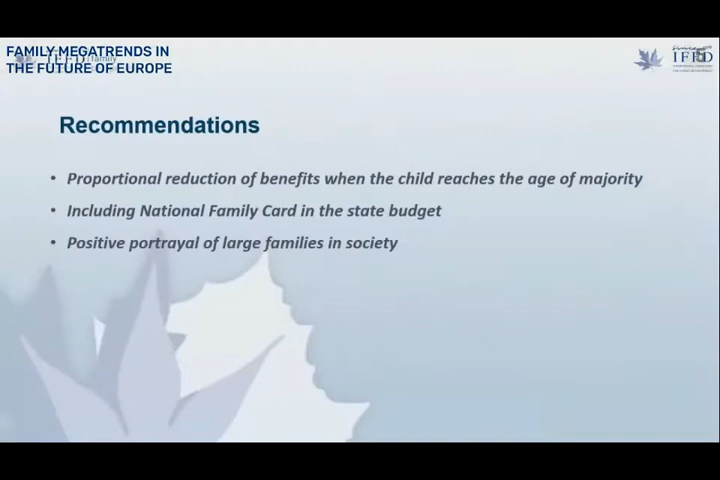 FAMILY MEGATRENDS IN
THE FUTURE OF EUROPE
IFFD
Recommendations
• Proportional reduction of benefits when the child reaches the age of majority
• Including National Family Card in the state budget
• Positive portrayal of large families in society